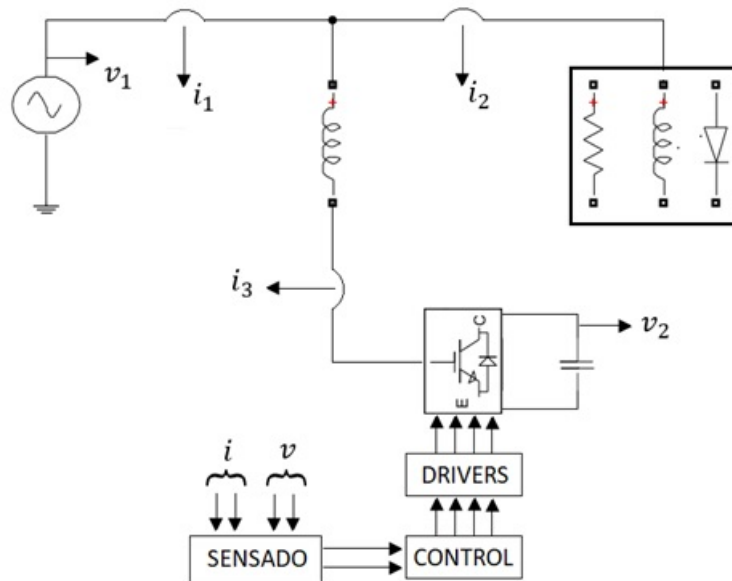 v₁
i₁
i₂
i₃
C
E
v₂
i
v
DRIVERS
SENSADO
CONTROL